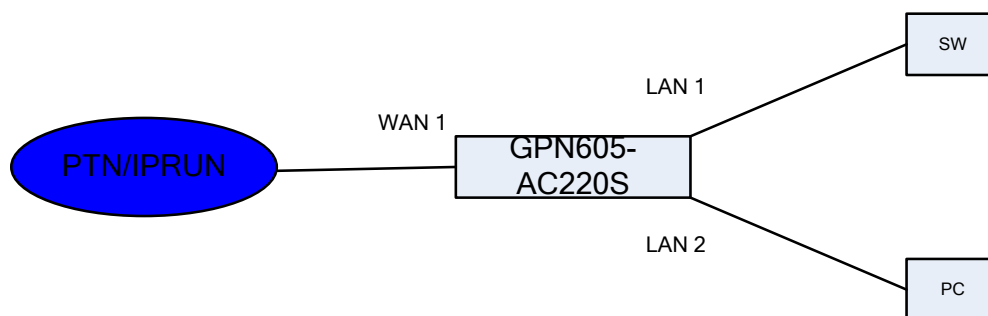 SW
LAN 1
WAN 1
PTN/IPRUN
GPN605-
AC220S
LAN 2
PC